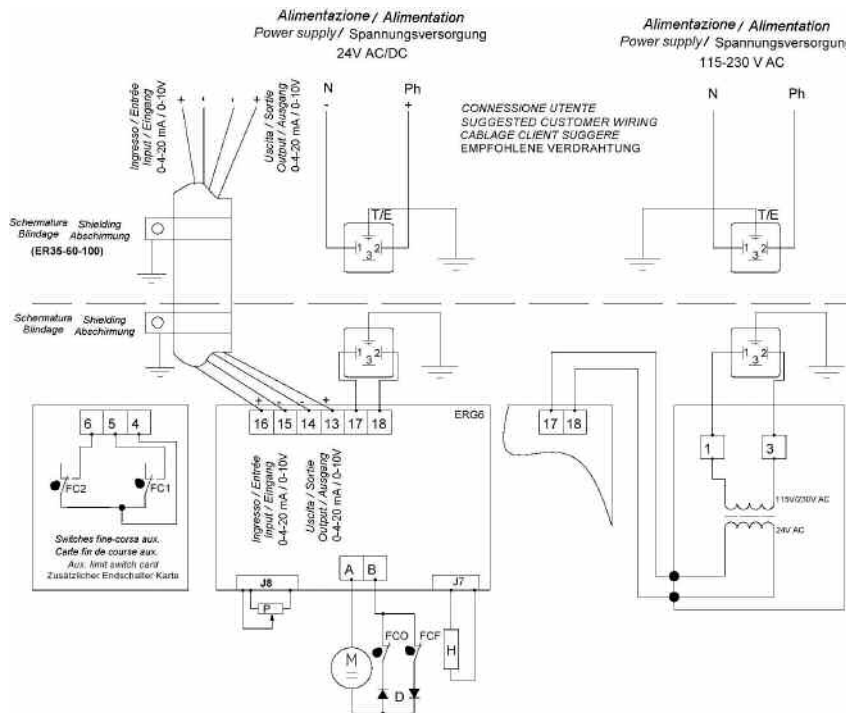 Alimentazione / Alimentation
Power supply / Spannungsversorgung
24V AC/DC
Alimentazione / Alimentation
Power supply / Spannungsversorgung
115-230 V AC
Ingresso / Entrée
Input / Eingang
0-4-20 mA / 0-10V
+ - - +
Uscita / Sortie
Output / Ausgang
0-4-20 mA / 0-10V
N Ph
- +
CONNESSIONE UTENTE
SUGGESTED CUSTOMER WIRING
CABLAGE CLIENT SUGGERE
EMPFOHLENE VERDRAHTUNG
N Ph
T/E
1 2
3
T/E
1 2
3
Schermatura Shielding
Blindage Abschirmung
(ER35-60-100)
Schermatura Shielding
Blindage Abschirmung
1 2
3
1 2
3
+ - - +
6 5 4
FC2 FC1
Switches fine-corsa aux.
Carte fin de course aux.
Aux. limit switch card
Zusätzlicher Endschalter Karte
16 15 14 13 17 18
ERG6
Ingresso / Entrée
Input / Eingang
0-4-20 mA / 0-10V
Uscita / Sortie
Output / Ausgang
0-4-20 mA / 0-10V
A B
J8
P
J7
M
FCO FCF
D
H
17 18
1 3
115V/230V AC
24V AC